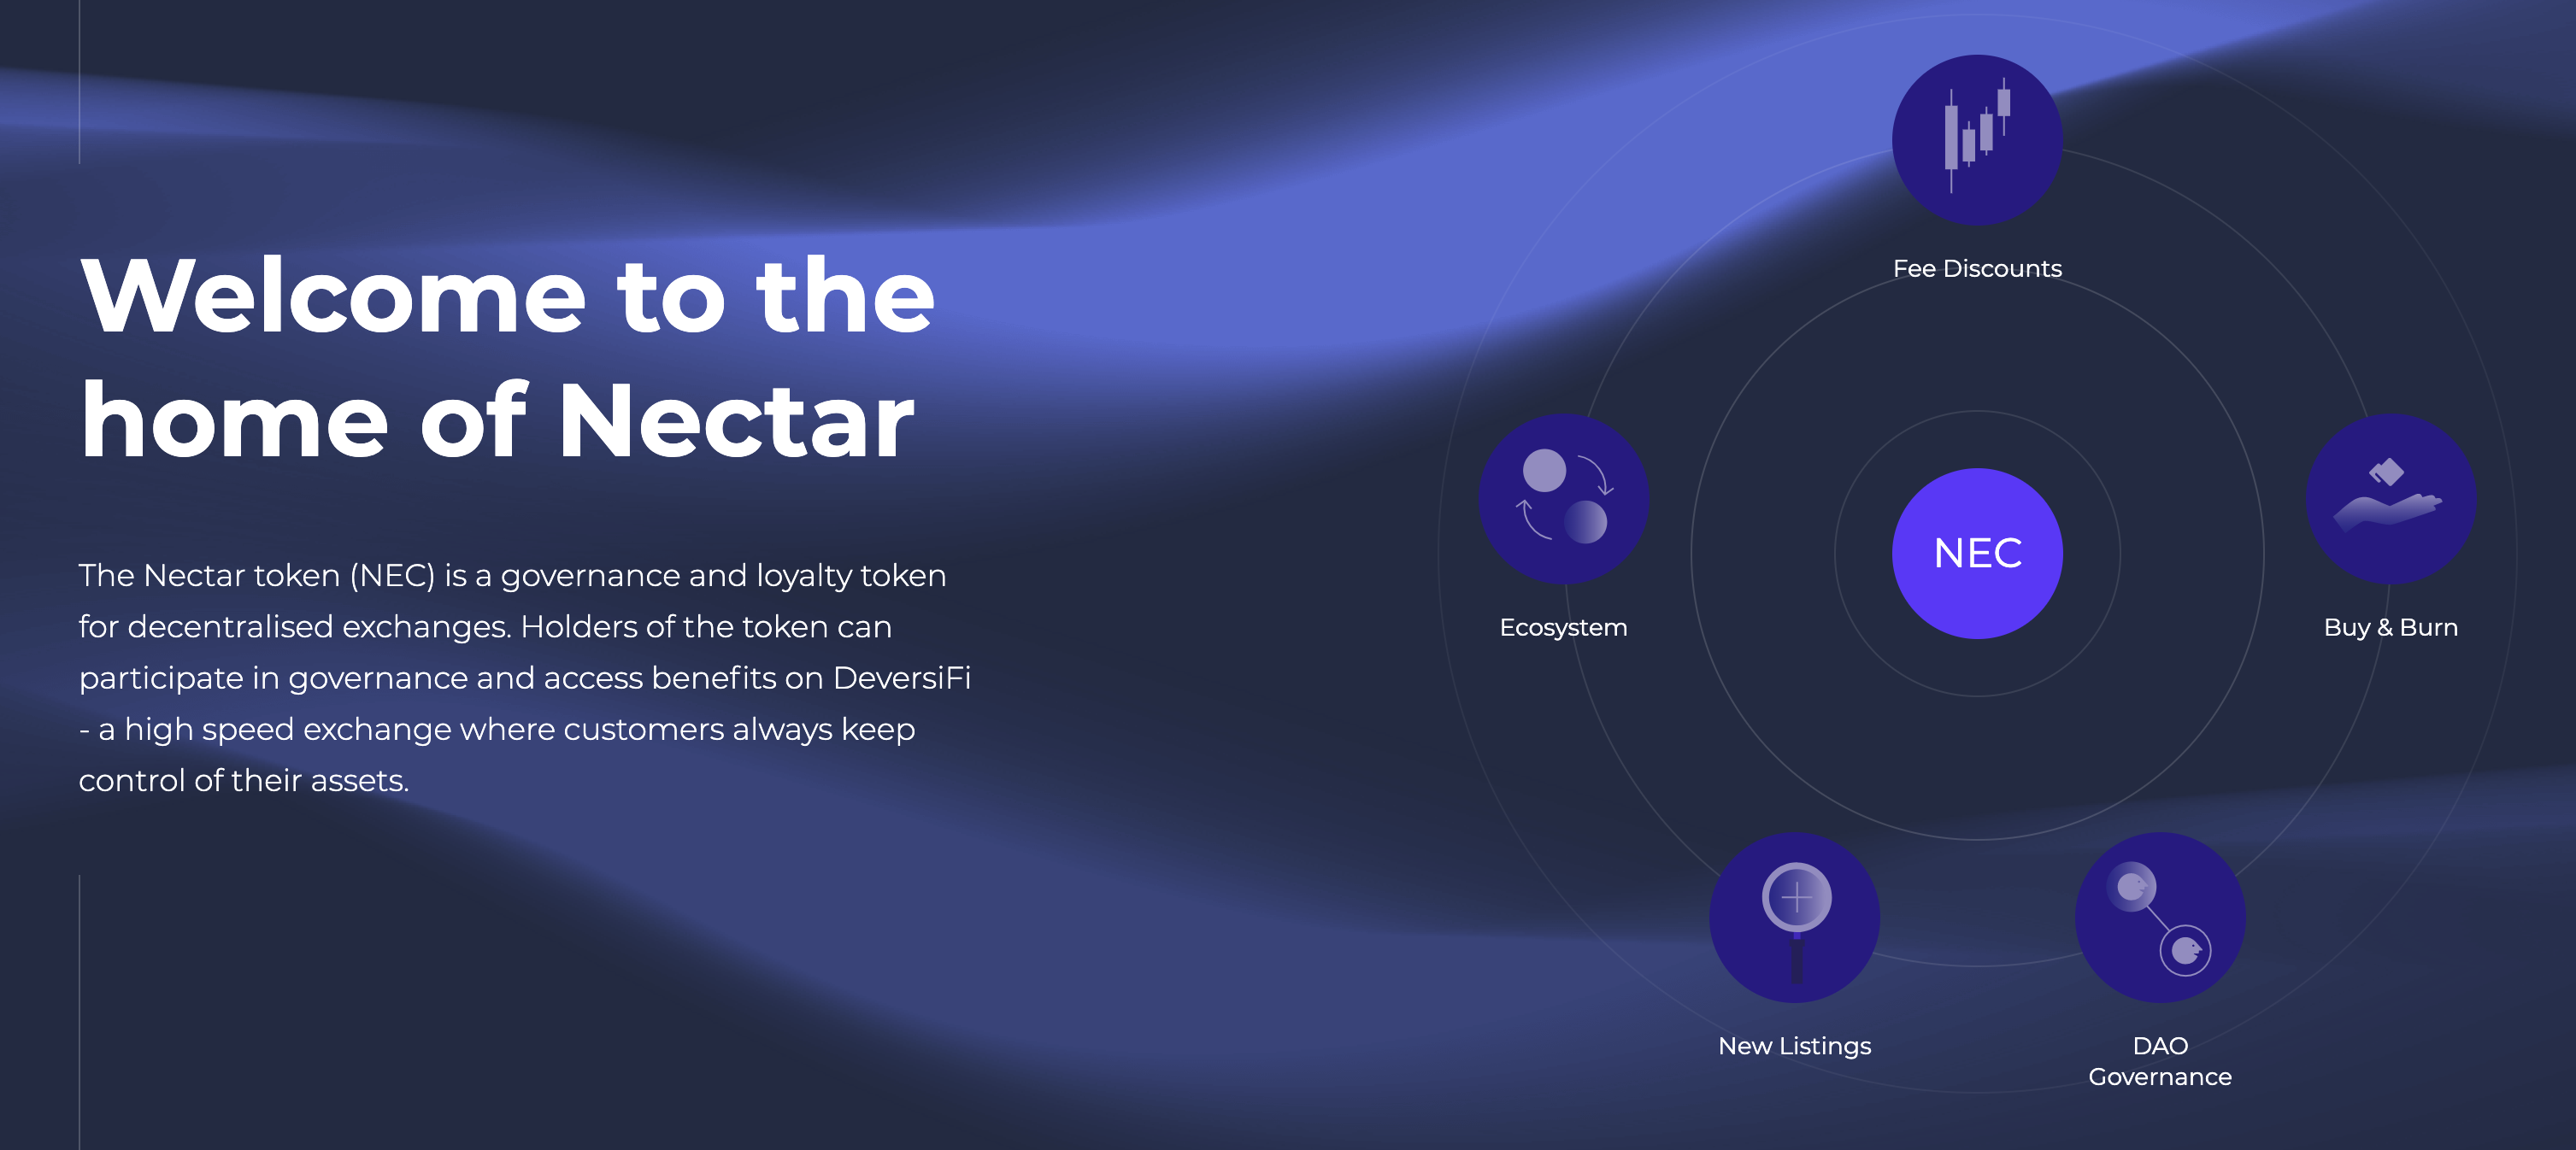 Welcome to the
home of Nectar
The Nectar token (NEC) is a governance and loyalty token
for decentralised exchanges. Holders of the token can
participate in governance and access benefits on DeversiFi
- a high speed exchange where customers always keep
control of their assets.
Fee Discounts
Ecosystem
NEC
Buy & Burn
New Listings
DAO
Governance